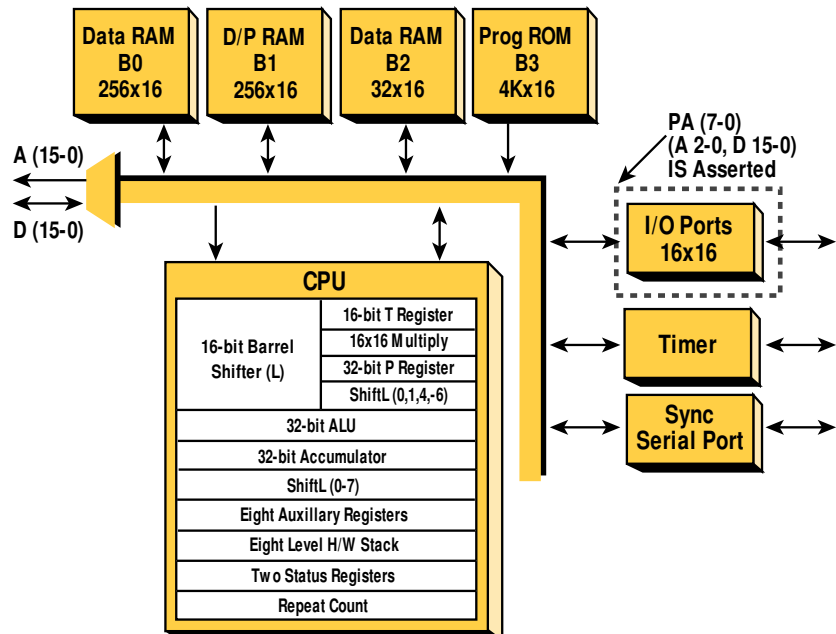 Data RAM
B0
256x16
D/P RAM
B1
256x16
Data RAM
B2
32x16
Prog ROM
B3
4Kx16
A (15-0)
D (15-0)
PA (7-0)
(A 2-0, D 15-0)
IS Asserted
I/O Ports
16x16
Timer
Sync
Serial Port
CPU
16-bit Barrel
Shifter (L)
16-bit T Register
16x16 Multiply
32-bit P Register
ShiftL (0,1,4,-6)
32-bit ALU
32-bit Accumulator
ShiftL (0-7)
Eight Auxillary Registers
Eight Level H/W Stack
Two Status Registers
Repeat Count